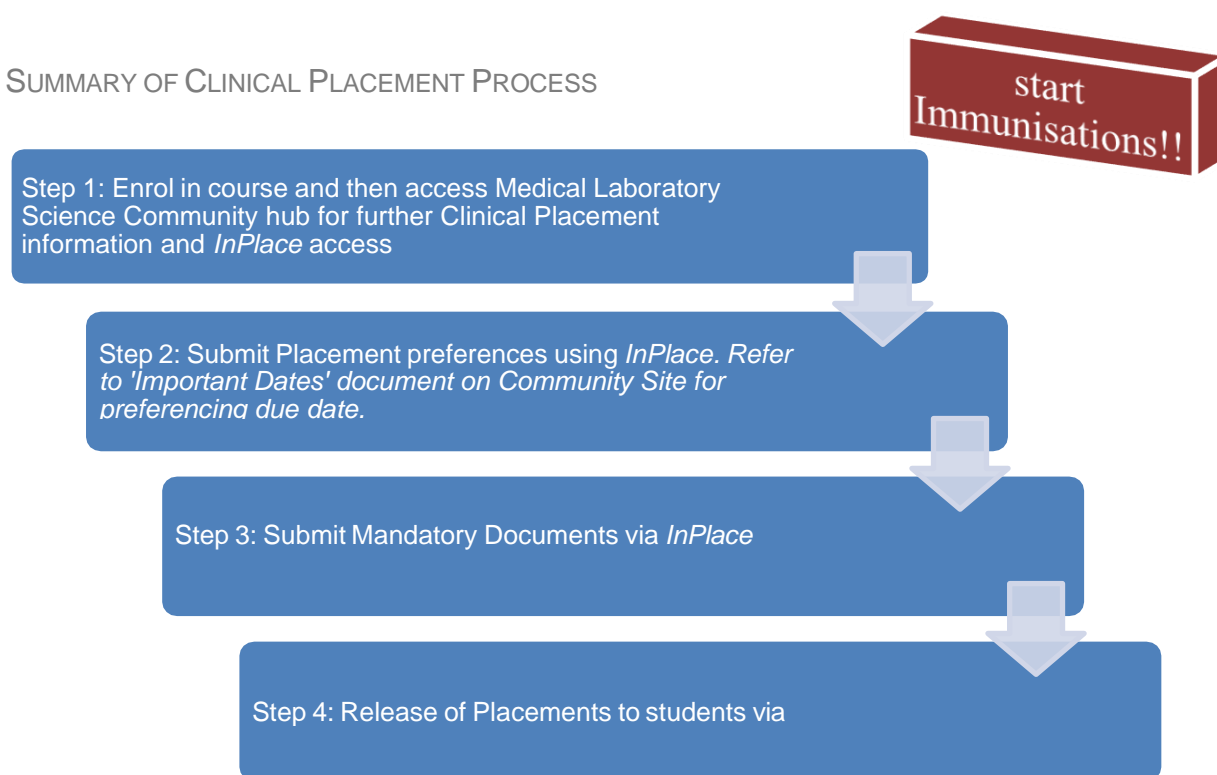 SUMMARY OF CLINICAL PLACEMENT PROCESS
start
Immunisations!!
Step 1: Enrol in course and then access Medical Laboratory
Science Community hub for further Clinical Placement
information and InPlace access
Step 2: Submit Placement preferences using InPlace. Refer
to 'Important Dates' document on Community Site for
preferencing due date.
Step 3: Submit Mandatory Documents via InPlace
Step 4: Release of Placements to students via